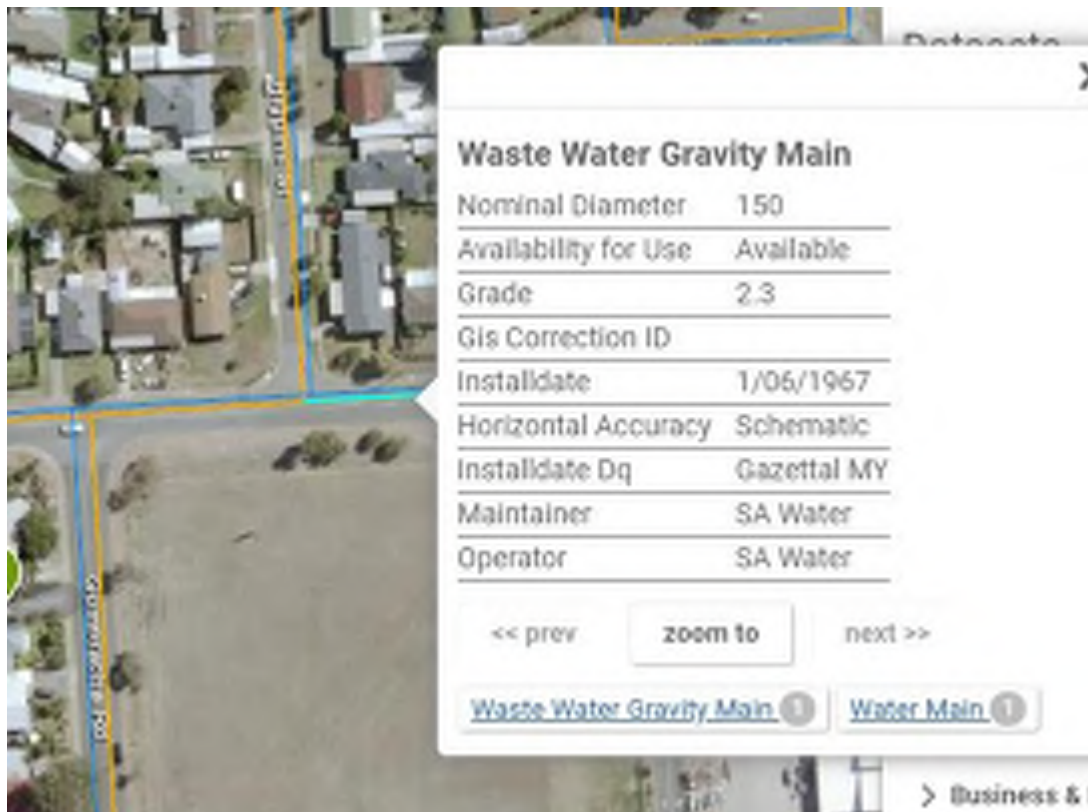 Datasets
Waste Water Gravity Main
Nominal Diameter 150
Availability for Use Available
Grade 2.3
Gis Correction ID
Installdate 1/06/1967
Horizontal Accuracy Schematic
Installdate Dq Gazettal MY
Maintainer SA Water
Operator SA Water
<< prev zoom to next >>
Waste Water Gravity Main 1 Water Main 1
> Business &